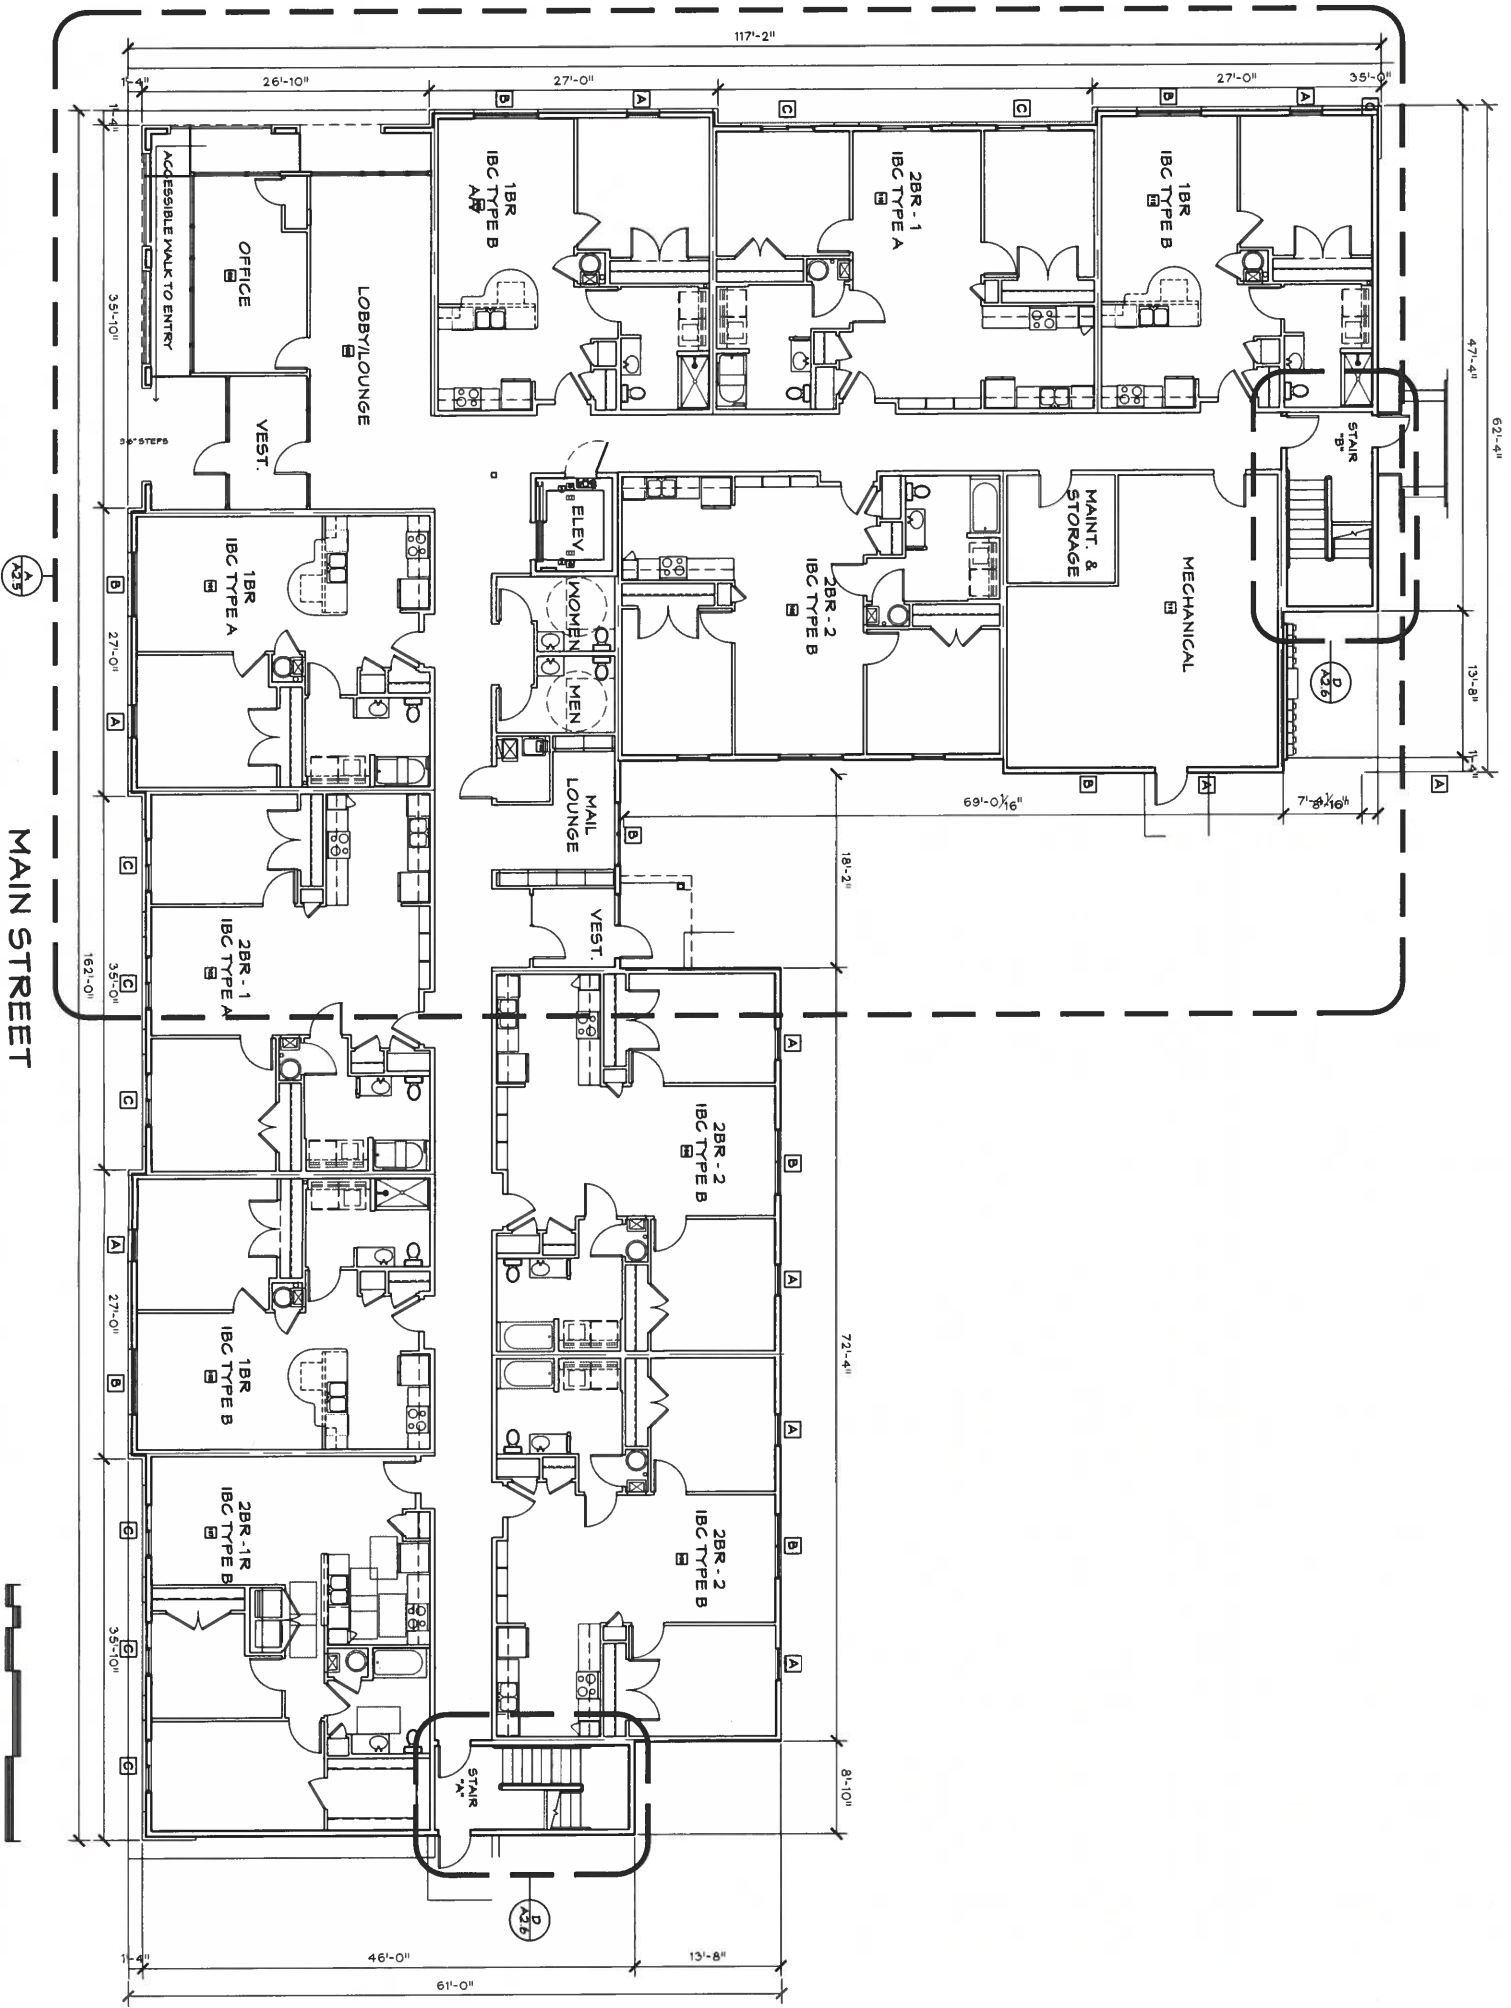 117'-2"
1'-4"
26'-10"
27'-0"
27'-0"
35'-0"
B
A
C
C
B
A
C
1'-4"
ACCESSIBLE WALK TO ENTRY
OFFICE
LOBBY/LOUNGE
1BR
IBC TYPE B
2BR - 1
IBC TYPE A
1BR
IBC TYPE B
35'-10"
47'-4"
62'-4"
STEPS
VEST.
STAIR
"B"
ELEV
MAINT. &
STORAGE
MECHANICAL
A
A2.5
B
27'-0"
A
1BR
IBC TYPE A
WOMEN
MEN
2BR - 2
IBC TYPE B
D
A2.6
13'-8"
1'-4"
MAIL
LOUNGE
B
69'-0 1/16"
B
A
A
18'-2"
MAIN STREET
162'-0"
C
35'-0"
C
C
2BR - 1
IBC TYPE A
VEST.
A
B
A
2BR - 2
IBC TYPE B
72'-4"
A
27'-0"
B
1BR
IBC TYPE B
A
B
A
2BR - 2
IBC TYPE B
C
35'-10"
C
C
2BR - 1R
IBC TYPE B
STAIR
"A"
8'-10"
D
A2.6
1'-4"
46'-0"
13'-8"
61'-0"